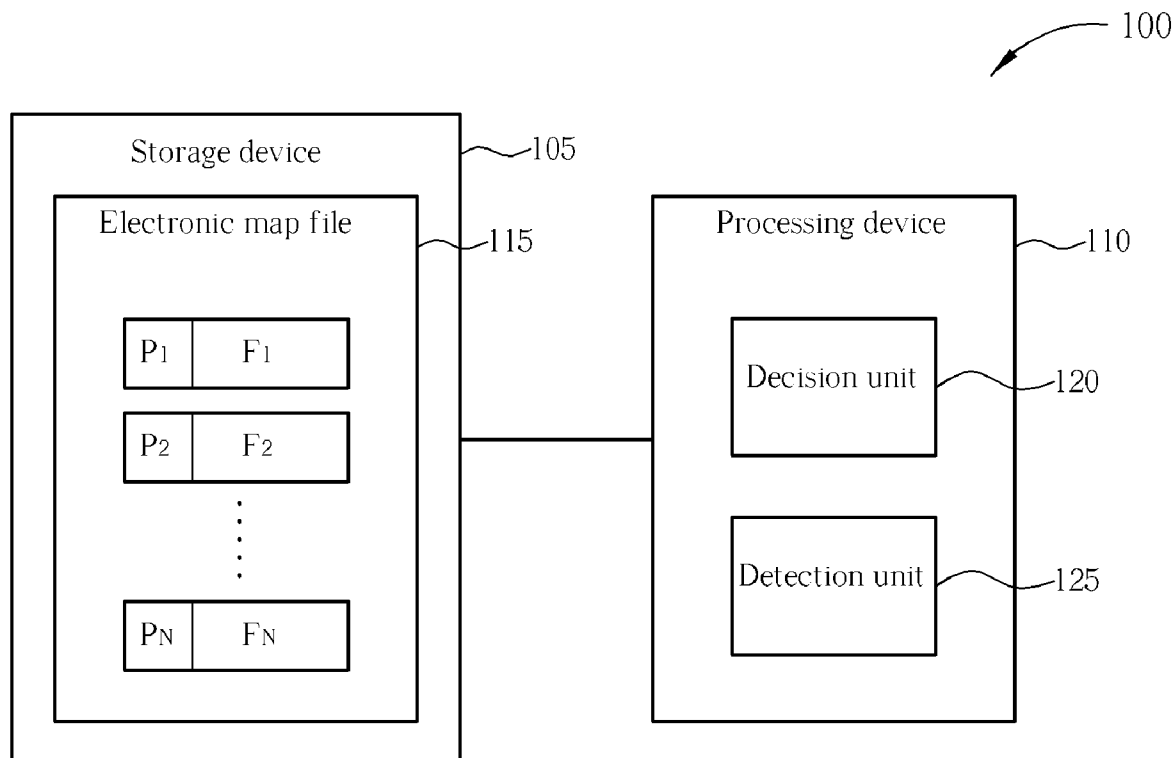 100
Storage device
105
Electronic map file
115
P1 F1
P2 F2
PN FN
Processing device
110
Decision unit
120
Detection unit
125